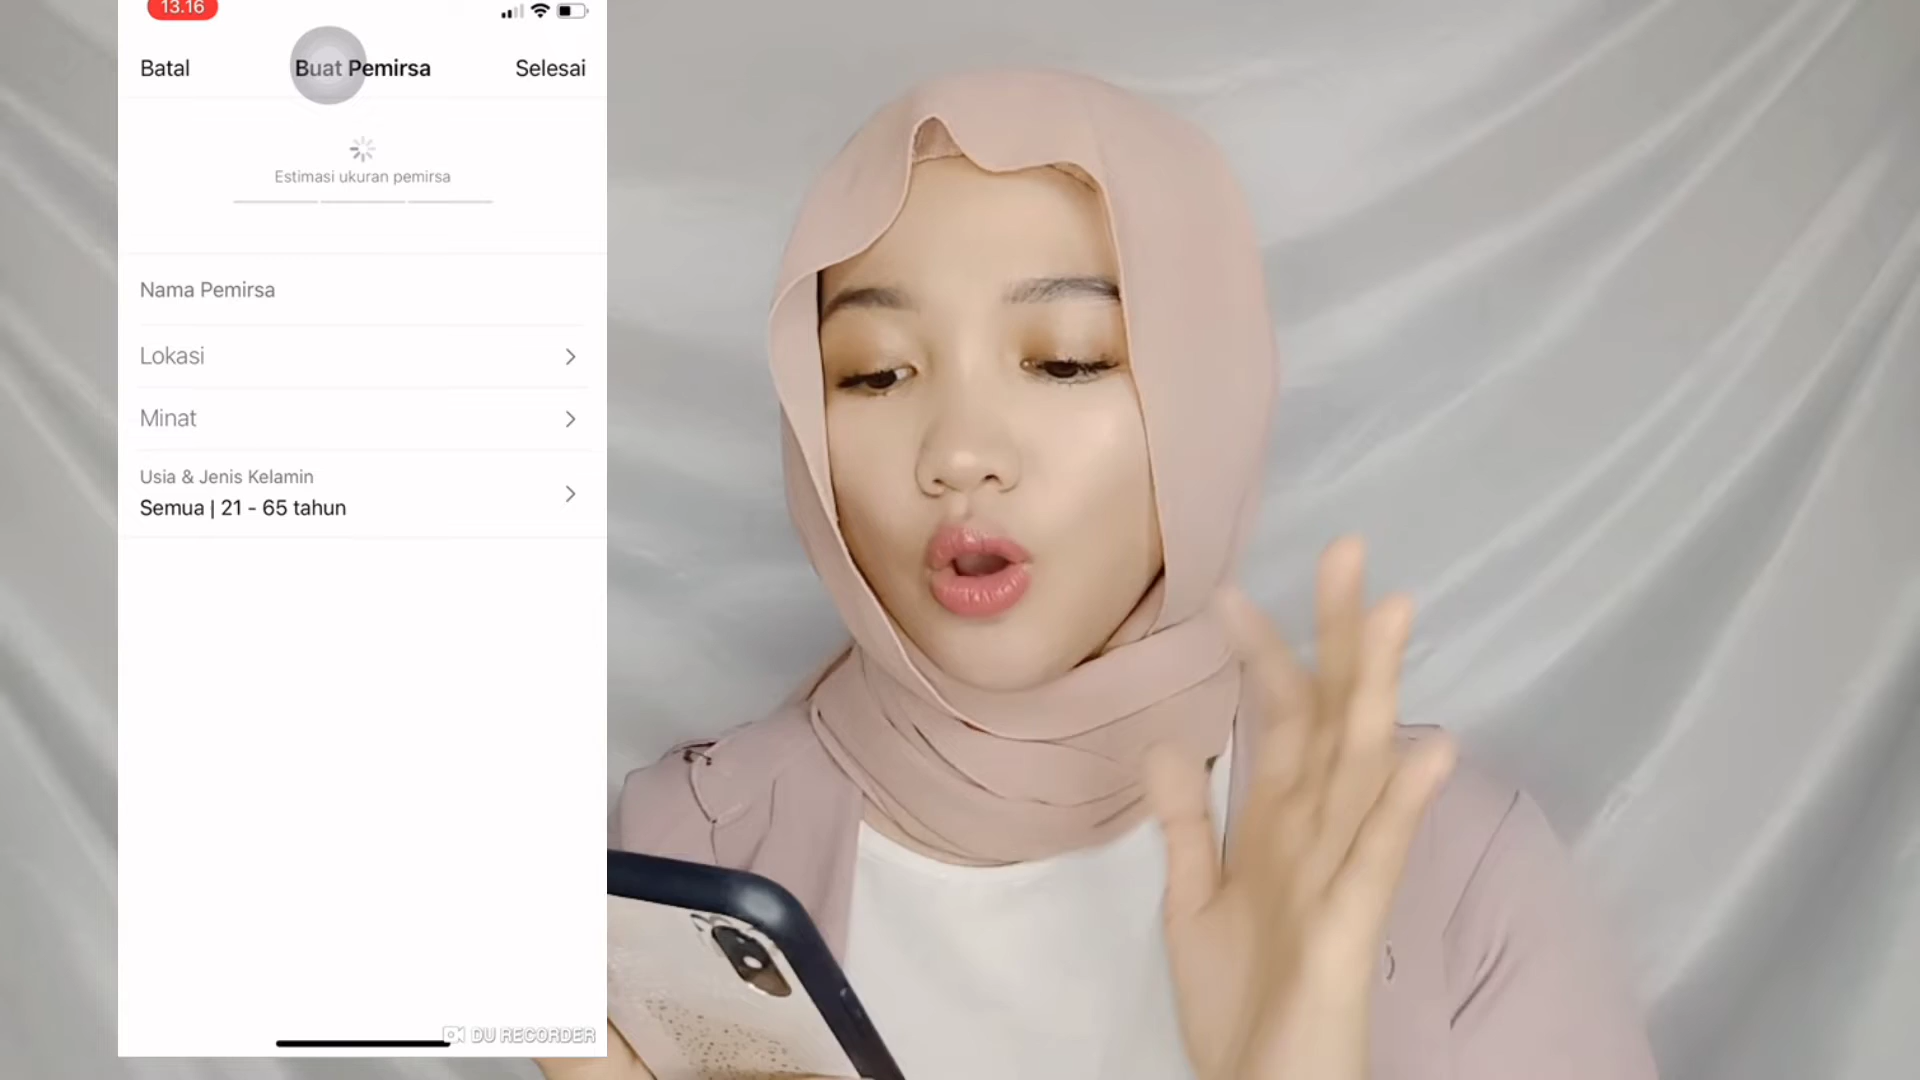 13.16
Batal Buat Pemirsa Selesai
Estimasi ukuran pemirsa
Nama Pemirsa
Lokasi
Minat
Usia & Jenis Kelamin
Semua | 21 - 65 tahun
DU RECORDER